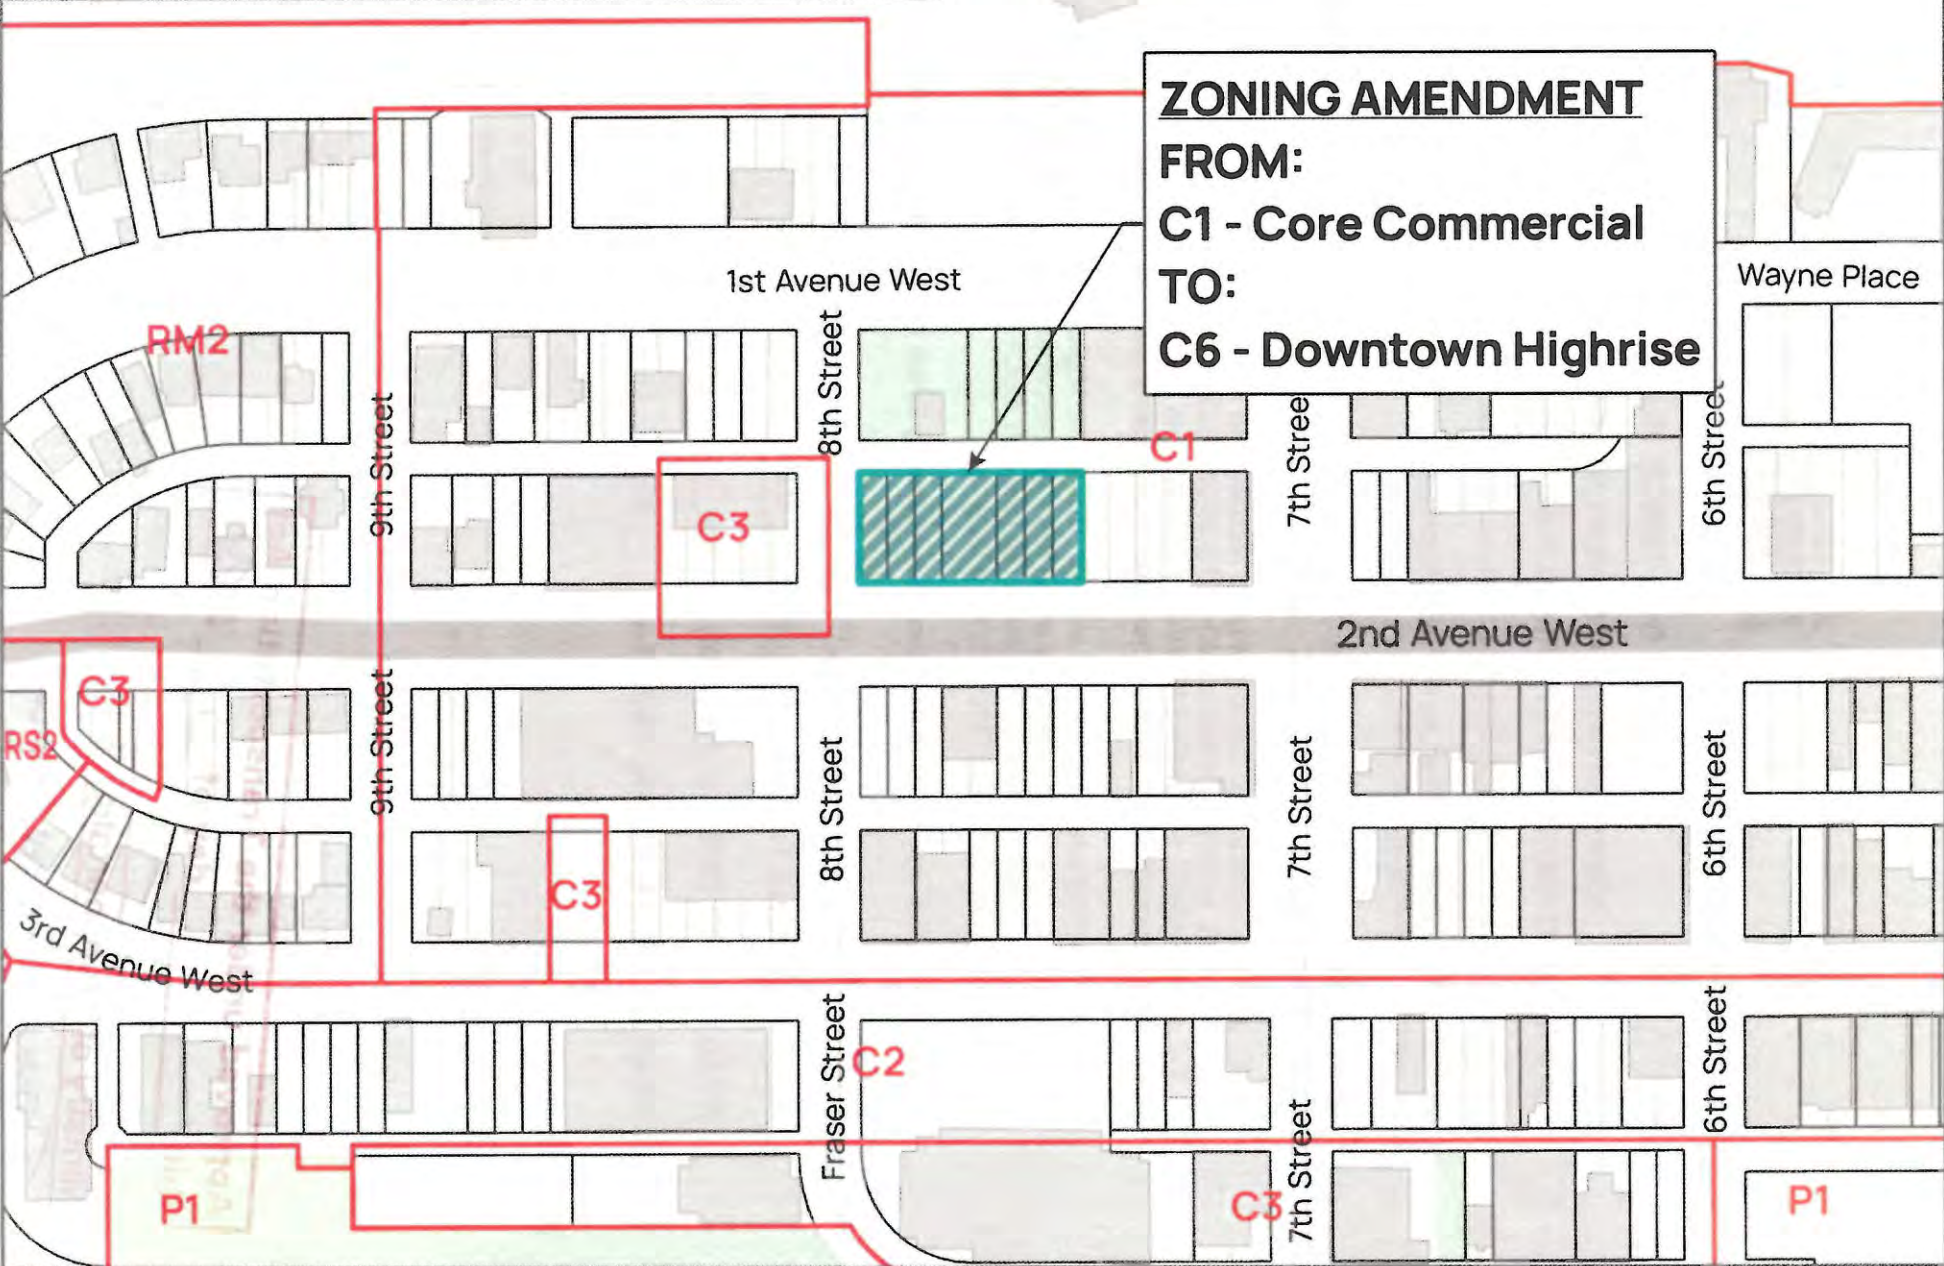 ZONING AMENDMENT
FROM:
C1 - Core Commercial
TO:
C6 - Downtown Highrise
1st Avenue West
Wayne Place
RM2
9th Street
8th Street
7th Street
6th Street
C1
C3
2nd Avenue West
C3
RS2
9th Street
8th Street
7th Street
6th Street
C3
3rd Avenue West
Fraser Street
C2
6th Street
7th Street
P1
C3
P1